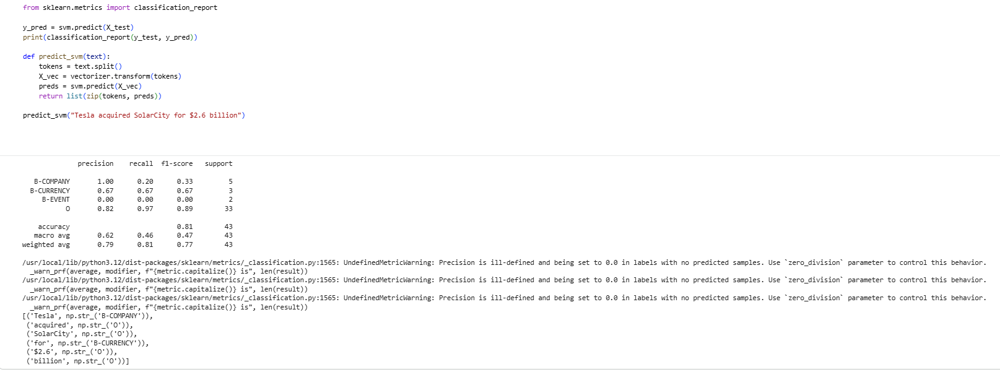 from sklearn.metrics import classification_report

y_pred = svm.predict(X_test)
print(classification_report(y_test, y_pred))

def predict_svm(text):
    tokens = text.split()
    X_vec = vectorizer.transform(tokens)
    preds = svm.predict(X_vec)
    return list(zip(tokens, preds))

predict_svm("Tesla acquired SolarCity for $2.6 billion")

              precision    recall  f1-score   support

   B-COMPANY       1.00      0.20      0.33         5
  B-CURRENCY       0.67      0.67      0.67         3
     B-EVENT       0.00      0.00      0.00         2
           O       0.82      0.97      0.89        33

    accuracy                           0.81        43
   macro avg       0.62      0.46      0.47        43
weighted avg       0.79      0.81      0.77        43

/usr/local/lib/python3.12/dist-packages/sklearn/metrics/_classification.py:1565: UndefinedMetricWarning: Precision is ill-defined and being set to 0.0 in labels with no predicted samples. Use `zero_division` parameter to control this behavior.
  _warn_prf(average, modifier, f"{metric.capitalize()} is", len(result))
/usr/local/lib/python3.12/dist-packages/sklearn/metrics/_classification.py:1565: UndefinedMetricWarning: Precision is ill-defined and being set to 0.0 in labels with no predicted samples. Use `zero_division` parameter to control this behavior.
  _warn_prf(average, modifier, f"{metric.capitalize()} is", len(result))
/usr/local/lib/python3.12/dist-packages/sklearn/metrics/_classification.py:1565: UndefinedMetricWarning: Precision is ill-defined and being set to 0.0 in labels with no predicted samples. Use `zero_division` parameter to control this behavior.
  _warn_prf(average, modifier, f"{metric.capitalize()} is", len(result))
[('Tesla', np.str_('B-COMPANY')),
 ('acquired', np.str_('O')),
 ('SolarCity', np.str_('O')),
 ('for', np.str_('B-CURRENCY')),
 ('$2.6', np.str_('O')),
 ('billion', np.str_('O'))]